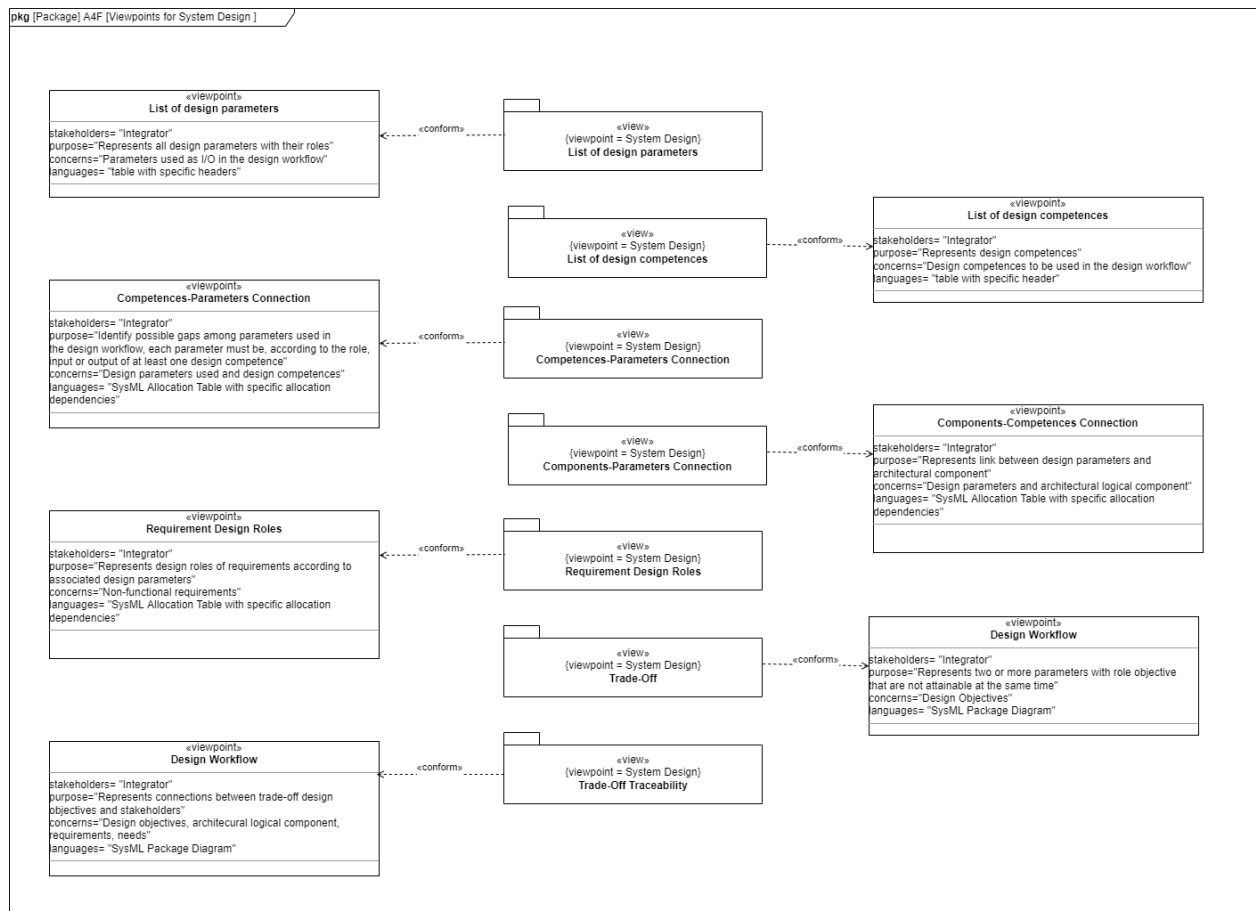 pkg [Package] A4F [Viewpoints for System Design ]
«viewpoint»
List of design parameters
stakeholders= "Integrator"
purpose="Represents all design parameters with their roles"
concerns="Parameters used as I/O in the design workflow"
languages= "table with specific headers"
«conform»
«view»
{viewpoint = System Design}
List of design parameters
«view»
{viewpoint = System Design}
List of design competences
«conform»
«viewpoint»
List of design competences
stakeholders= "Integrator"
purpose="Represents design competences"
concerns="Design competences to be used in the design workflow"
languages= "table with specific header"
«viewpoint»
Competences-Parameters Connection
stakeholders= "Integrator"
purpose="Identify possible gaps among parameters used in
the design workflow, each parameter must be, according to the role,
input or output of at least one design competence"
concerns="Design parameters used and design competences"
languages= "SysML Allocation Table with specific allocation
dependencies"
«conform»
«view»
{viewpoint = System Design}
Competences-Parameters Connection
«view»
{viewpoint = System Design}
Components-Parameters Connection
«conform»
«viewpoint»
Components-Competences Connection
stakeholders= "Integrator"
purpose="Represents link between design parameters and
architectural component"
concerns="Design parameters and architectural logical component"
languages= "SysML Allocation Table with specific allocation
dependencies"
«viewpoint»
Requirement Design Roles
stakeholders= "Integrator"
purpose="Represents design roles of requirements according to
associated design parameters"
concerns="Non-functional requirements"
languages= "SysML Allocation Table with specific allocation
dependencies"
«conform»
«view»
{viewpoint = System Design}
Requirement Design Roles
«view»
{viewpoint = System Design}
Trade-Off
«conform»
«viewpoint»
Design Workflow
stakeholders= "Integrator"
purpose="Represents two or more parameters with role objective
that are not attainable at the same time"
concerns="Design Objectives"
languages= "SysML Package Diagram"
«viewpoint»
Design Workflow
stakeholders= "Integrator"
purpose="Represents connections between trade-off design
objectives and stakeholders"
concerns="Design objectives, architecural logical component,
requirements, needs"
languages= "SysML Package Diagram"
«conform»
«view»
{viewpoint = System Design}
Trade-Off Traceability